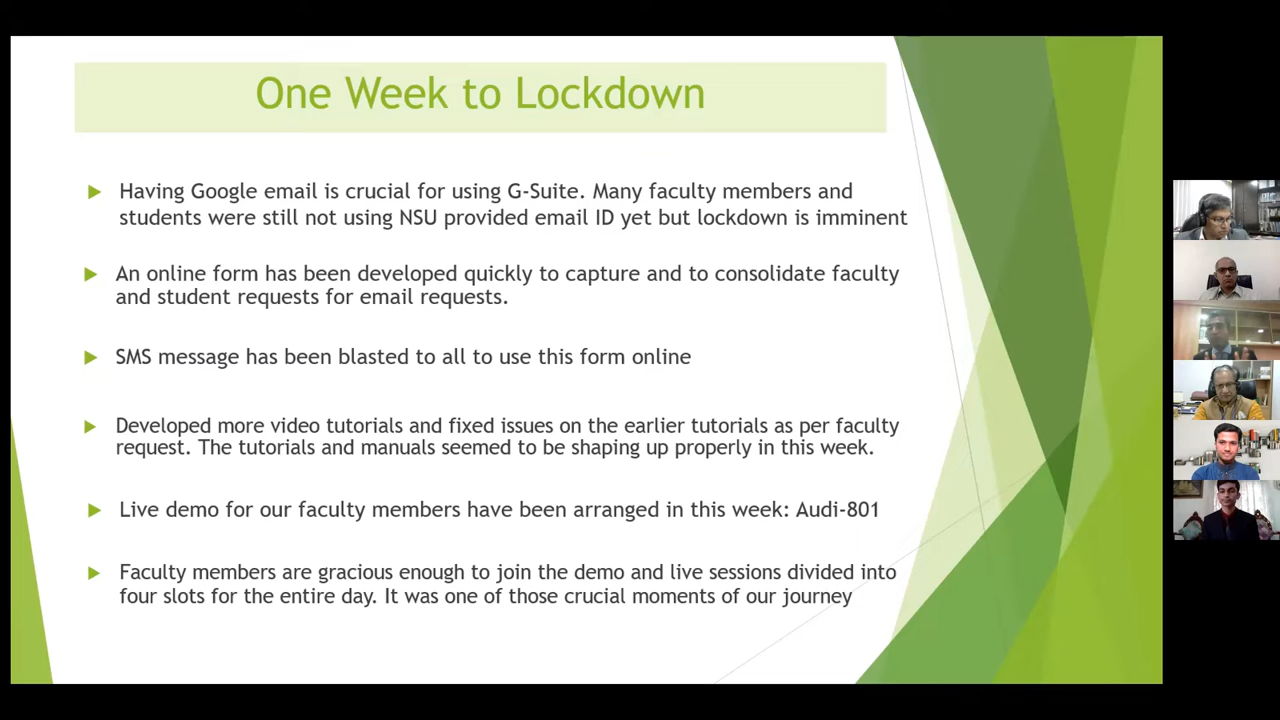 One Week to Lockdown
Having Google email is crucial for using G-Suite. Many faculty members and
students were still not using NSU provided email ID yet but lockdown is imminent
An online form has been developed quickly to capture and to consolidate faculty
and student requests for email requests.
SMS message has been blasted to all to use this form online
Developed more video tutorials and fixed issues on the earlier tutorials as per faculty
request. The tutorials and manuals seemed to be shaping up properly in this week.
Live demo for our faculty members have been arranged in this week: Audi-801
Faculty members are gracious enough to join the demo and live sessions divided into
four slots for the entire day. It was one of those crucial moments of our journey